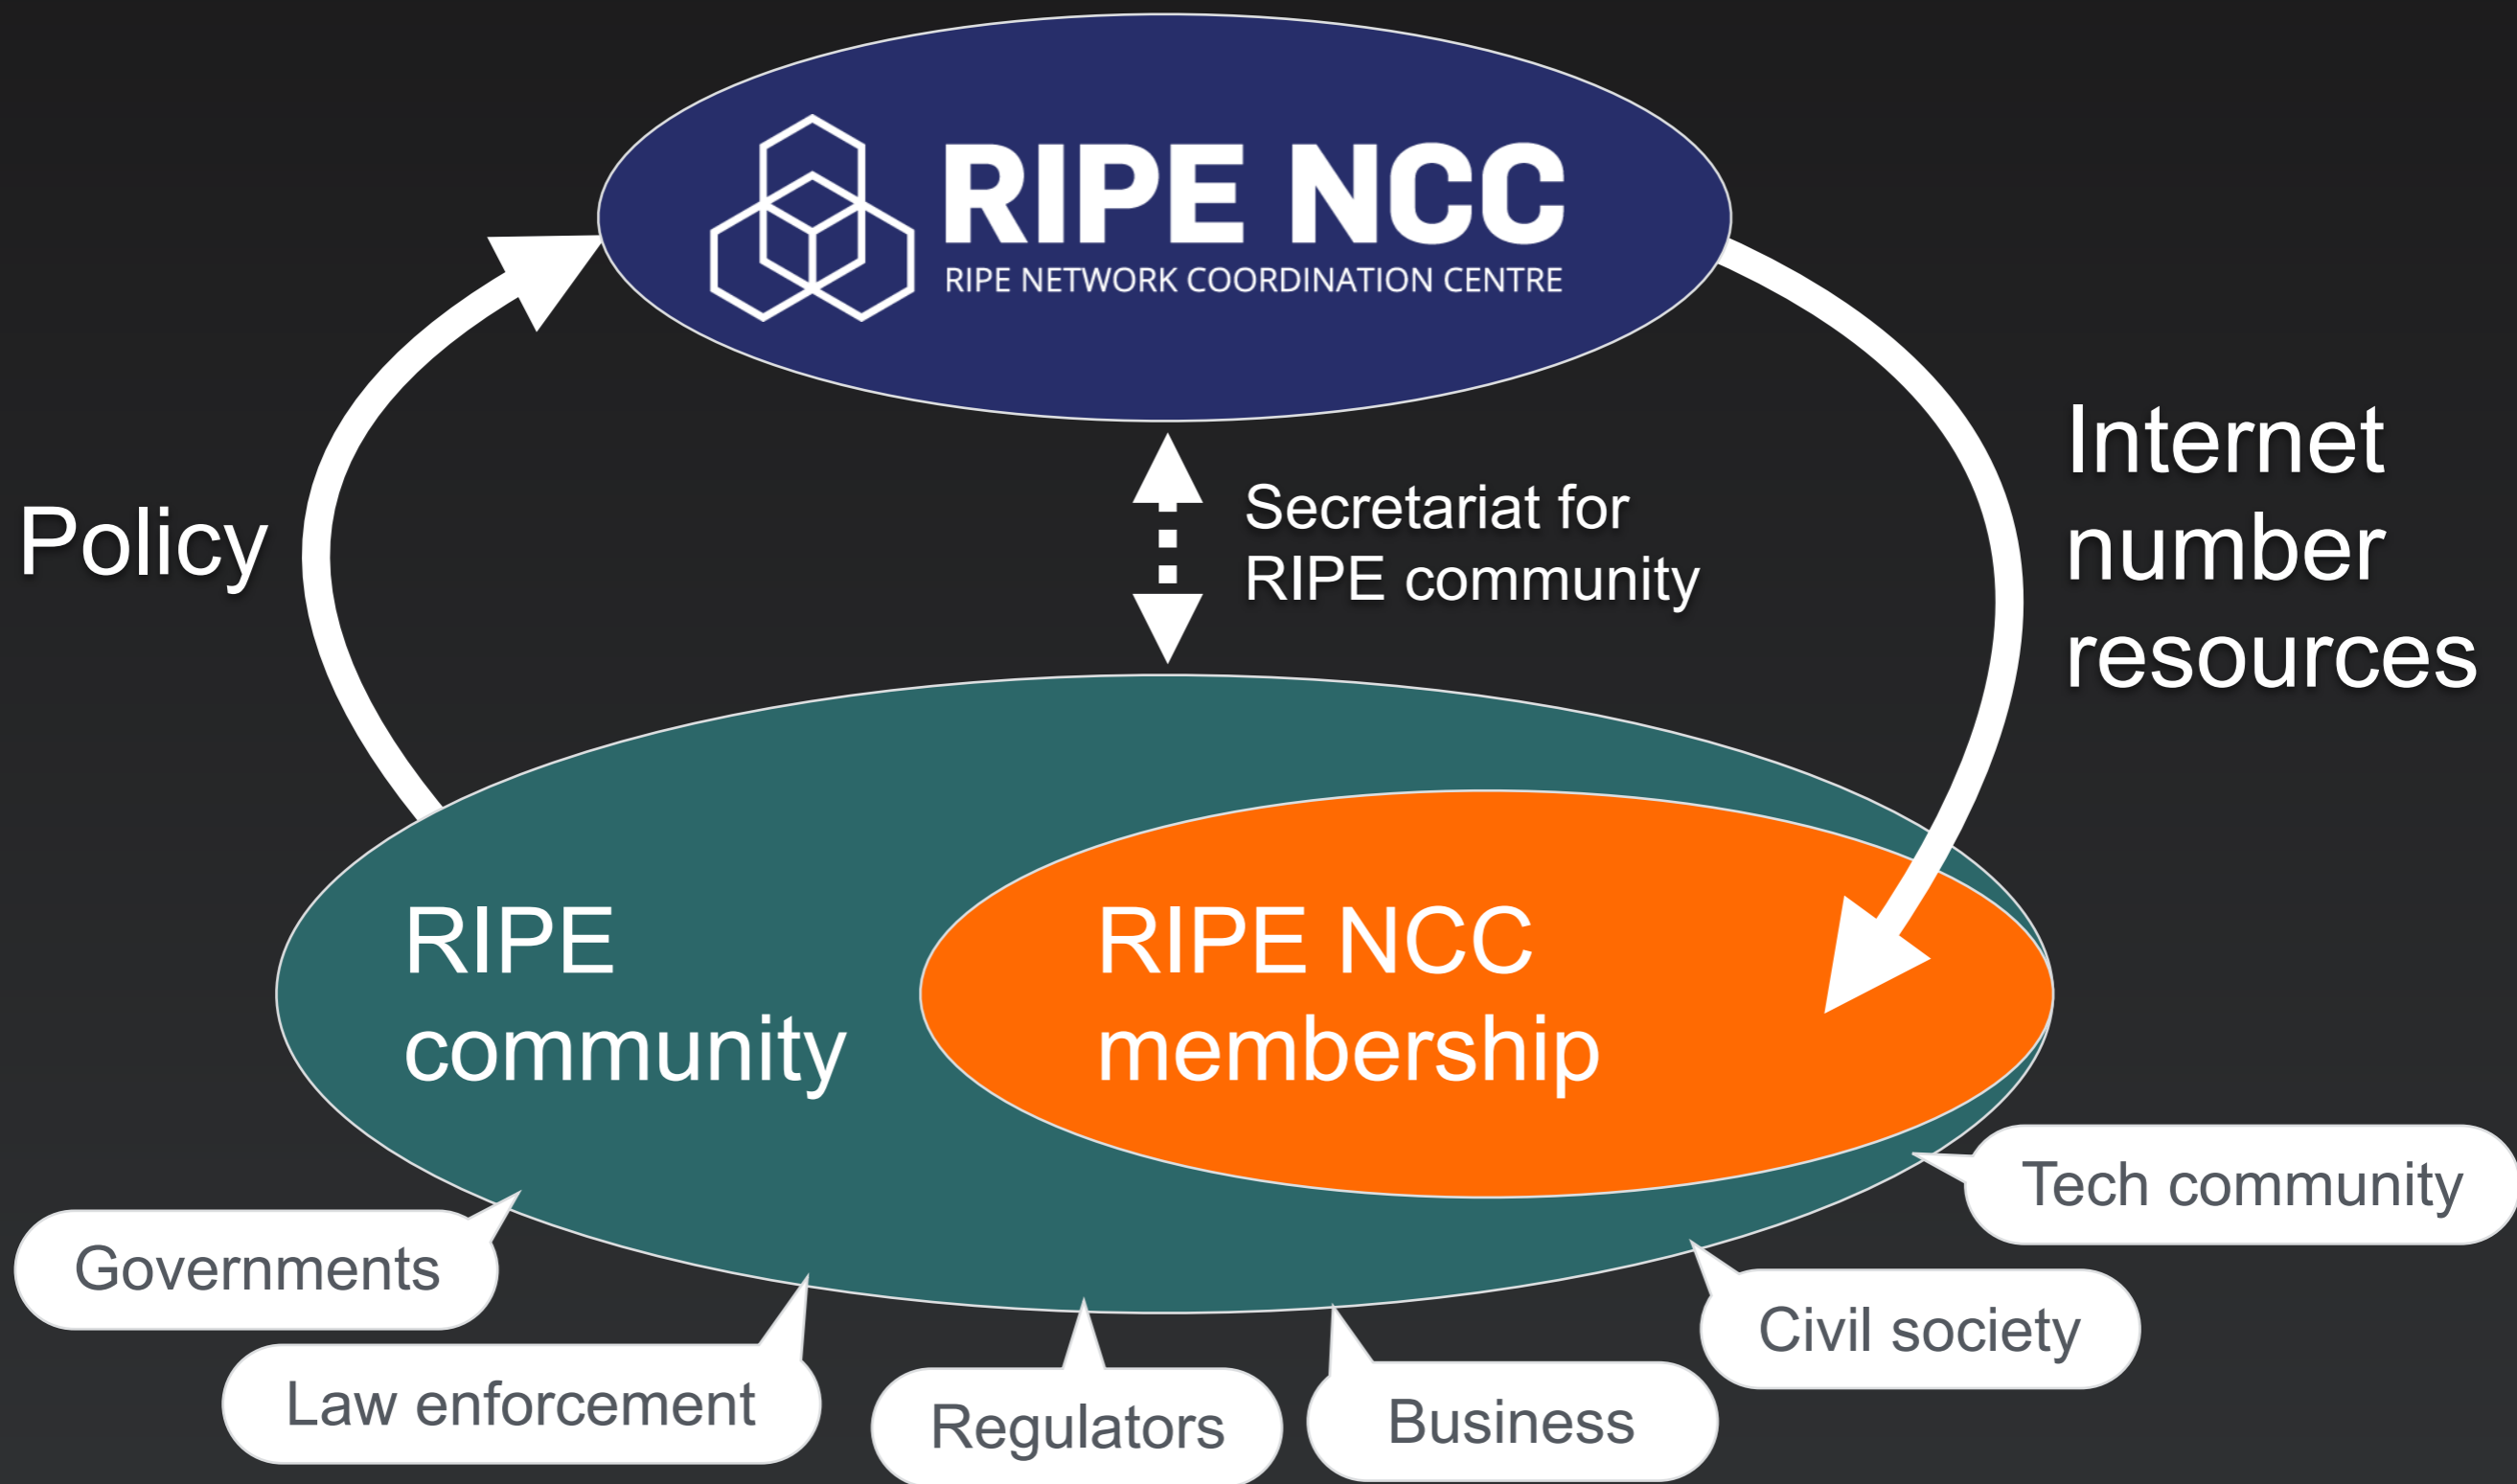 RIPE NCC
RIPE NETWORK COORDINATION CENTRE
Policy
Secretariat for
RIPE community
Internet
number
resources
RIPE
community
RIPE NCC
membership
Governments
Law enforcement
Regulators
Business
Civil society
Tech community